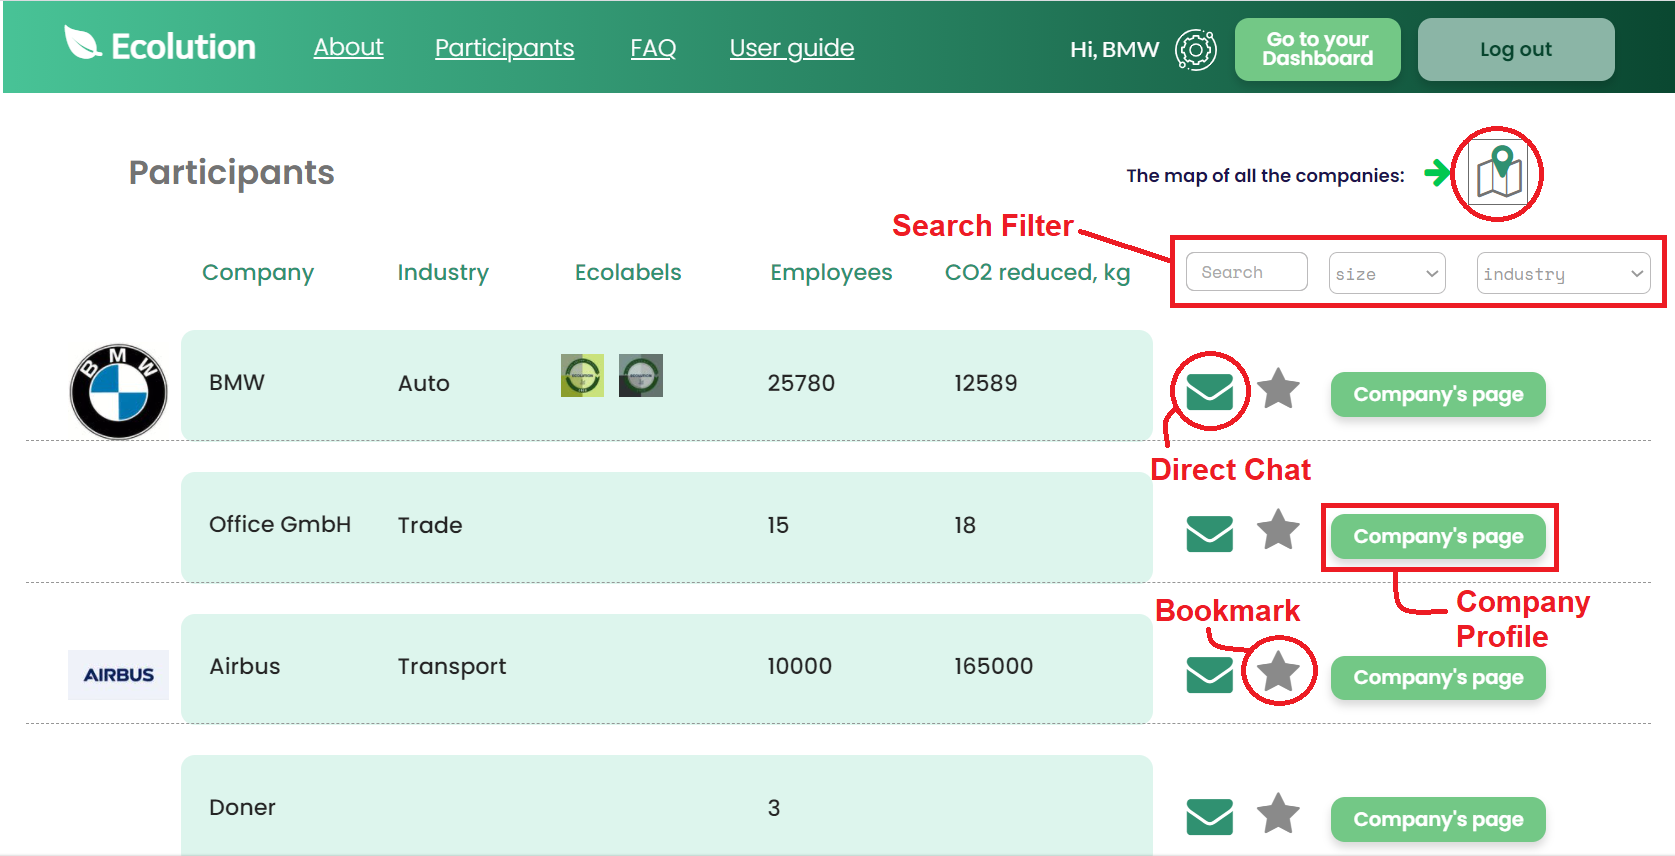 Ecolution About Participants FAQ User guide Hi, BMW Go to your
Dashboard Log out
Participants
The map of all the companies:
Search Filter
Company Industry Ecolabels Employees CO2 reduced, kg Search size industry
BMW
BMW Auto ECOLUTION ECOLUTION 25780 12589 Company's page
Direct Chat
Office GmbH Trade 15 18 Company's page
Bookmark
Company
Profile
AIRBUS Airbus Transport 10000 165000 Company's page
Doner 3 Company's page